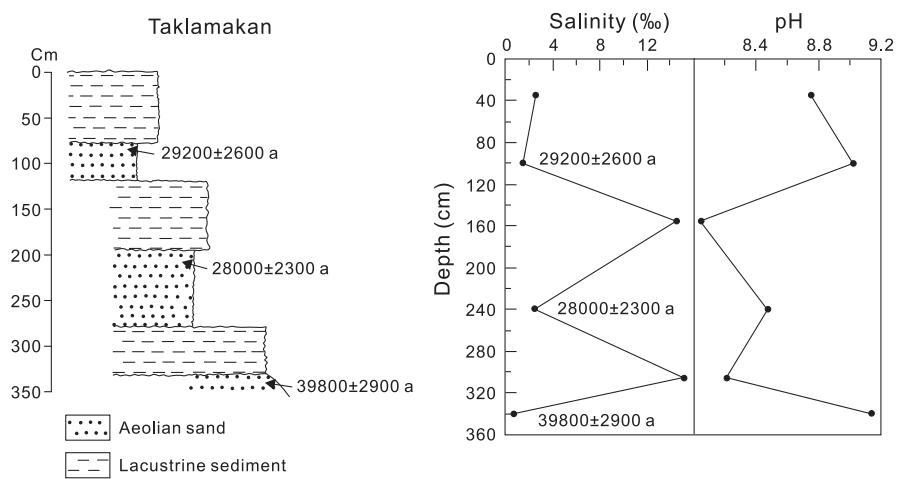 Taklamakan
Cm
0
50
100
150
200
250
300
350
29200±2600 a
28000±2300 a
39800±2900 a
Aeolian sand
Lacustrine sediment
Salinity (‰)
pH
0 4 8 12
8.4 8.8 9.2
Depth (cm)
0
40
80
120
160
200
240
280
320
360
29200±2600 a
28000±2300 a
39800±2900 a